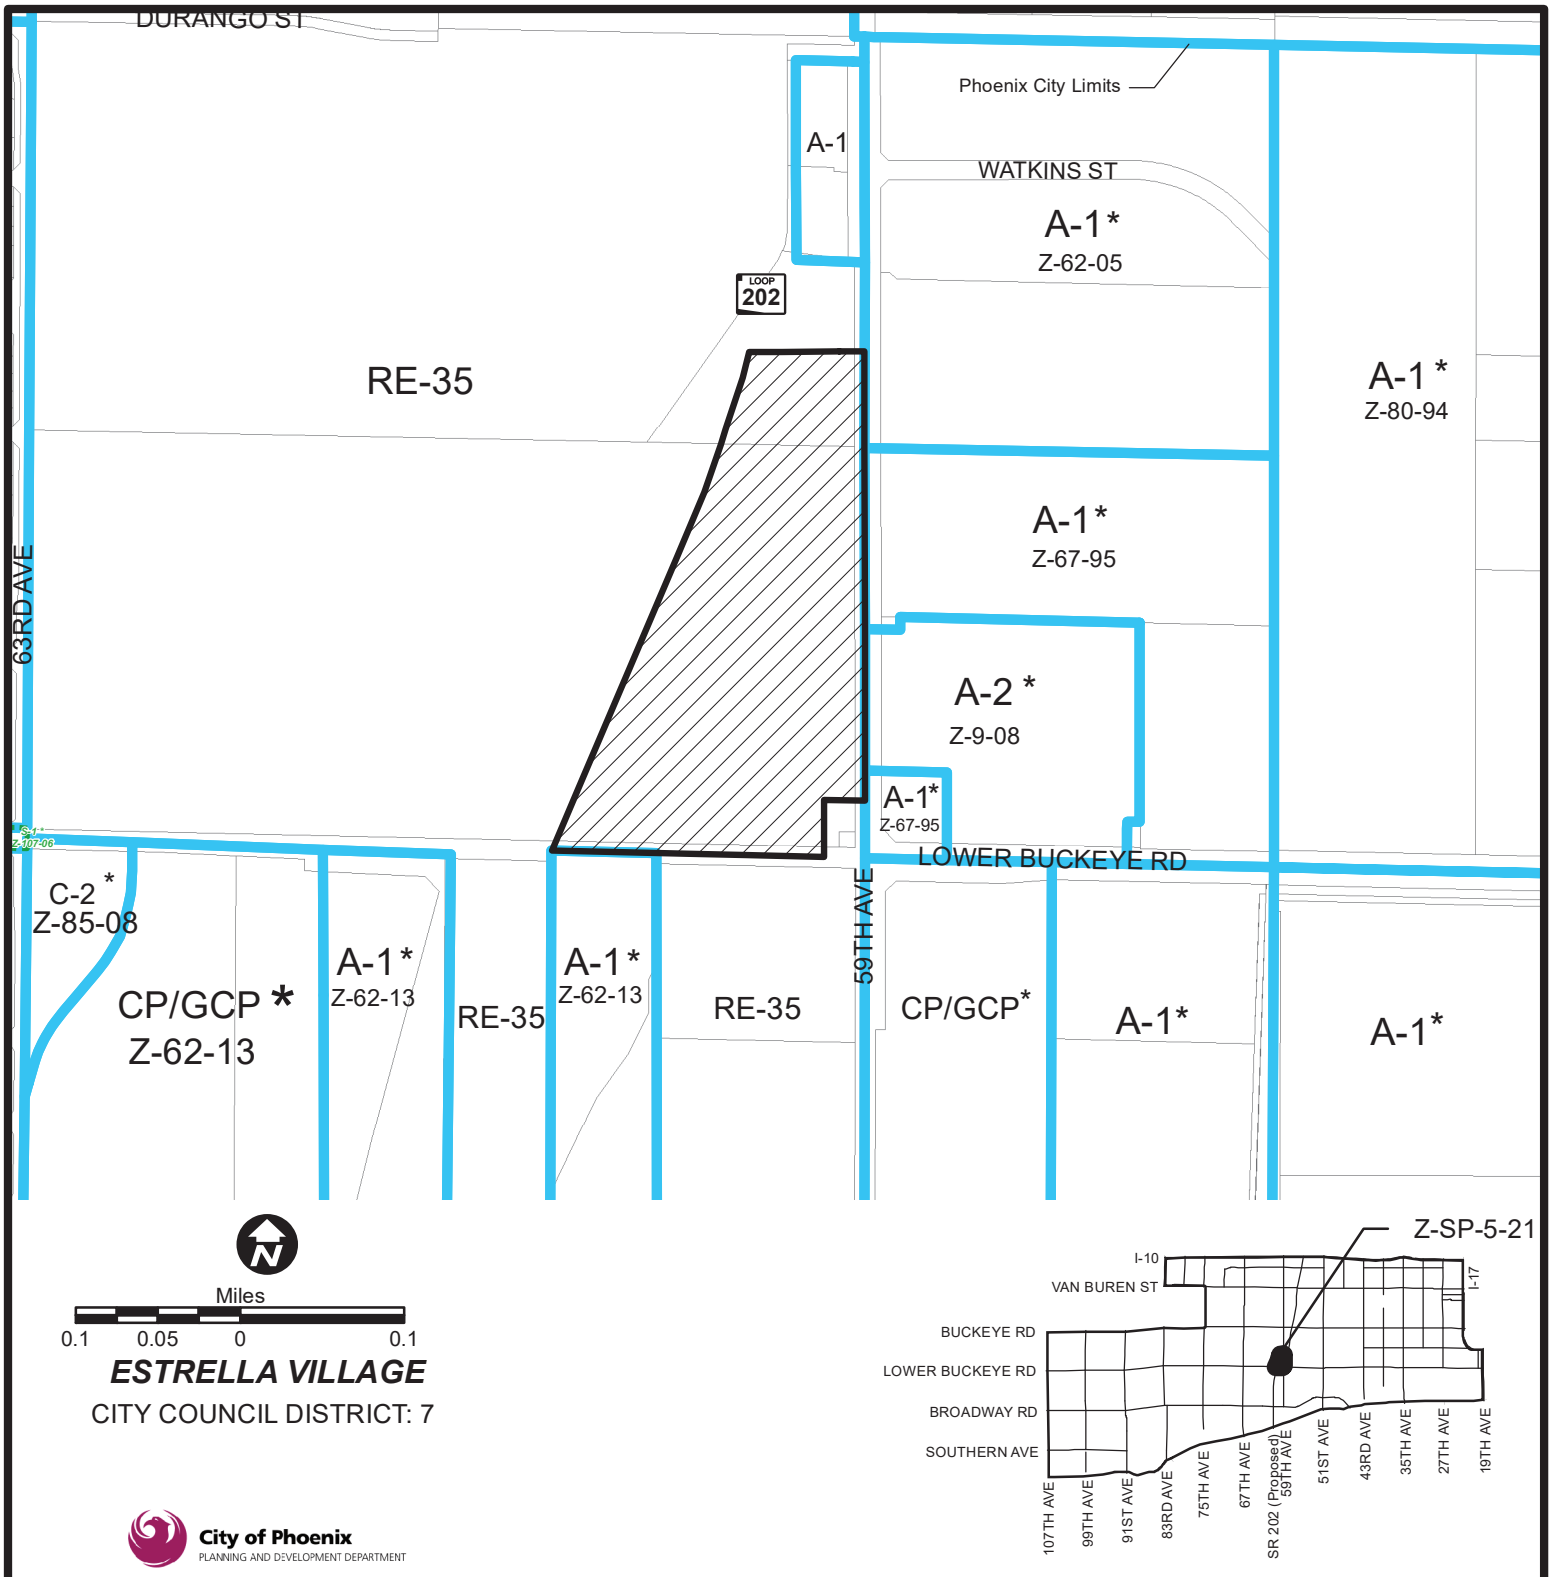 DURANGO ST
Phoenix City Limits
A-1
WATKINS ST
A-1*
Z-62-05
LOOP
202
RE-35
A-1*
Z-80-94
A-1*
Z-67-95
63RD AVE
A-2*
Z-9-08
A-1*
Z-67-95
S-1*
Z-107-06
LOWER BUCKEYE RD
59TH AVE
C-2*
Z-85-08
CP/GCP*
Z-62-13
A-1*
Z-62-13
RE-35
A-1*
Z-62-13
RE-35
CP/GCP*
A-1*
A-1*
N
Miles
0.1 0.05 0 0.1
ESTRELLA VILLAGE
CITY COUNCIL DISTRICT: 7
City of Phoenix
PLANNING AND DEVELOPMENT DEPARTMENT
Z-SP-5-21
I-10
I-17
VAN BUREN ST
BUCKEYE RD
LOWER BUCKEYE RD
BROADWAY RD
SOUTHERN AVE
107TH AVE
99TH AVE
91ST AVE
83RD AVE
75TH AVE
67TH AVE
SR 202 (Proposed)
59TH AVE
51ST AVE
43RD AVE
35TH AVE
27TH AVE
19TH AVE